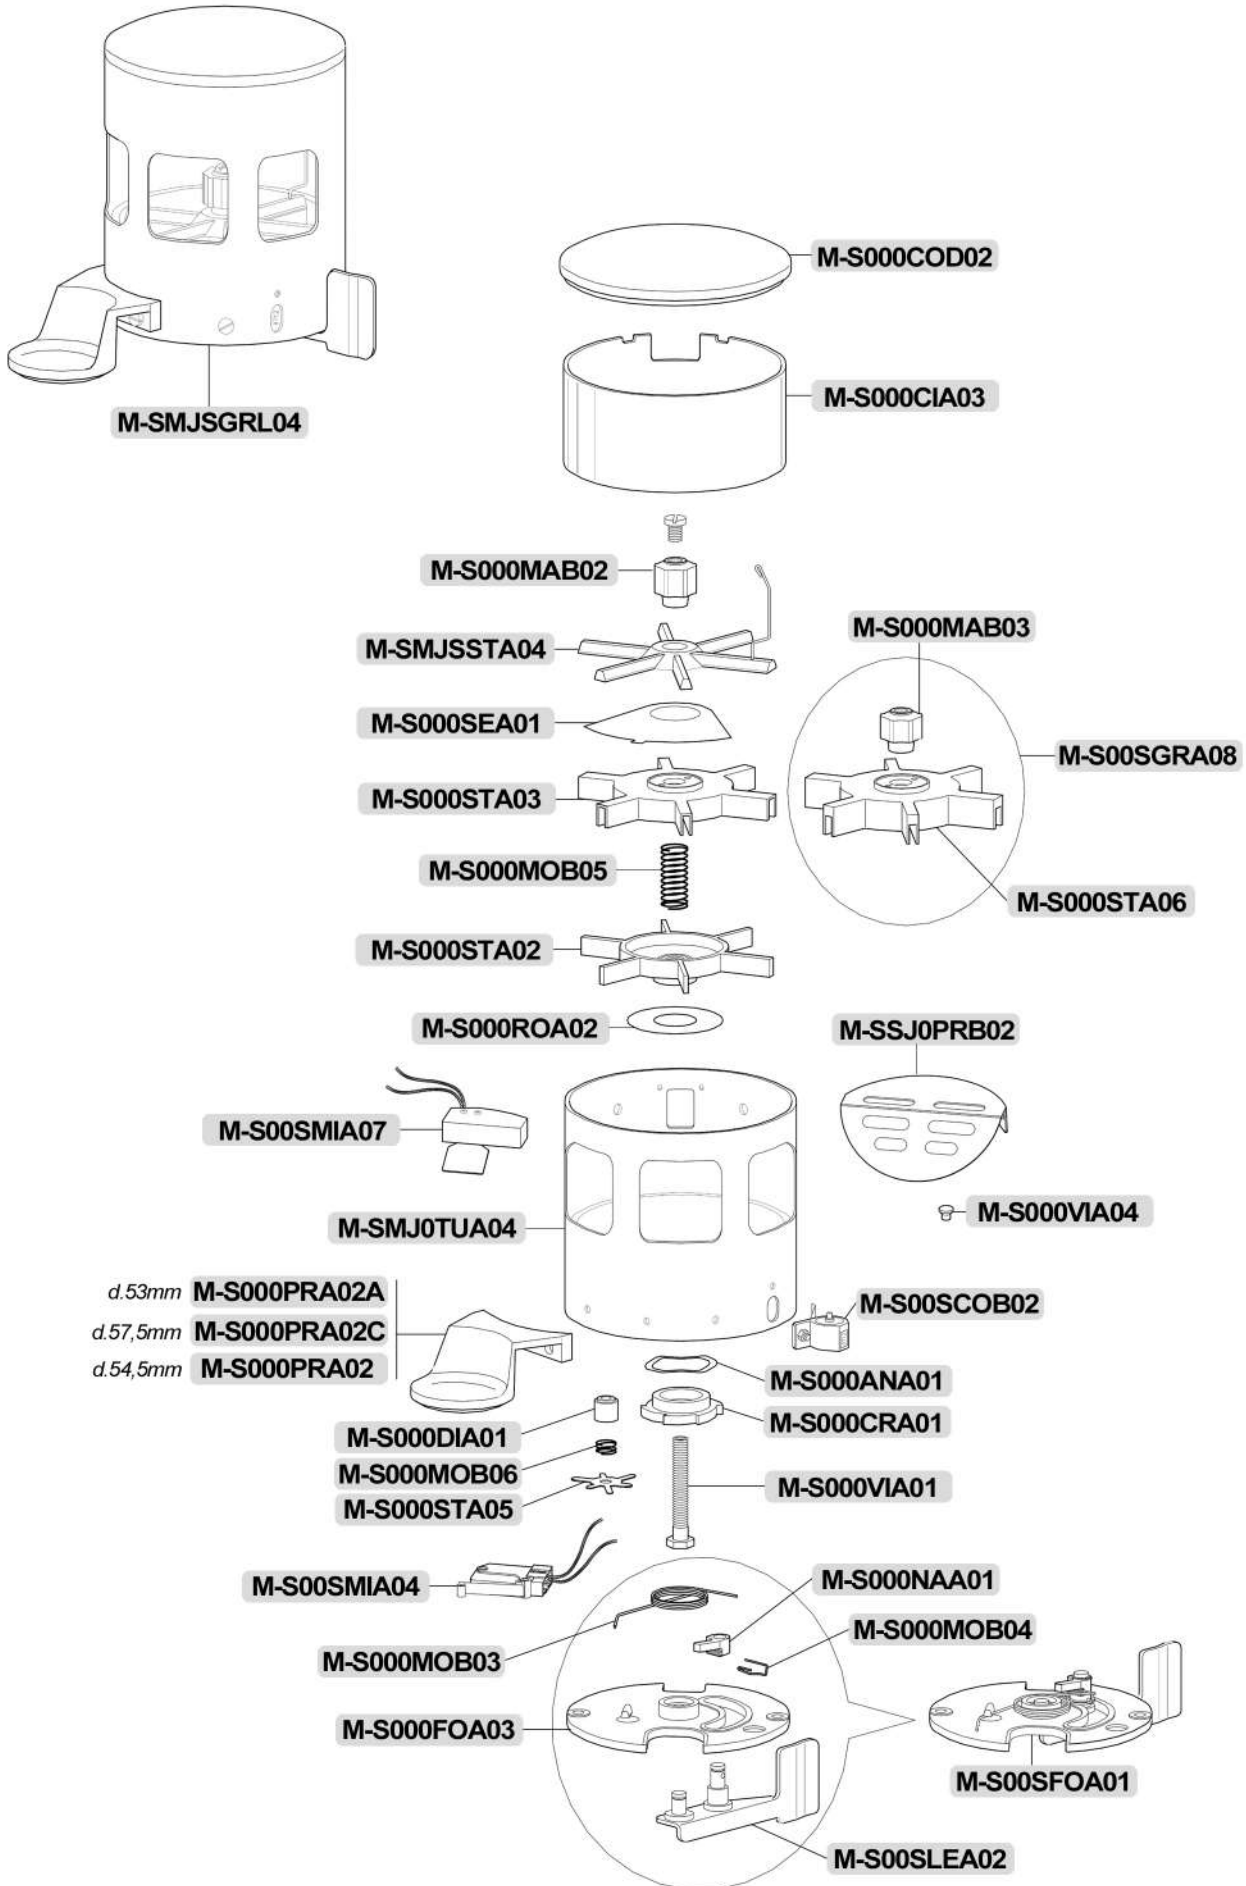 M-S000COD02
M-S000CIA03
M-SMJSGRL04
M-S000MAB02
M-S000MAB03
M-SMJSSTA04
M-S000SEA01
M-S00SGRA08
M-S000STA03
M-S000MOB05
M-S000STA06
M-S000STA02
M-S000ROA02
M-SSJ0PRB02
M-S00SMIA07
M-S000VIA04
M-SMJ0TUA04
d.53mm M-S000PRA02A
M-S00SCOB02
d.57,5mm M-S000PRA02C
d.54,5mm M-S000PRA02
M-S000ANA01
M-S000CRA01
M-S000DIA01
M-S000MOB06
M-S000VIA01
M-S000STA05
M-S000NAA01
M-S00SMIA04
M-S000MOB04
M-S000MOB03
M-S000FOA03
M-S00SFOA01
M-S00SLEA02